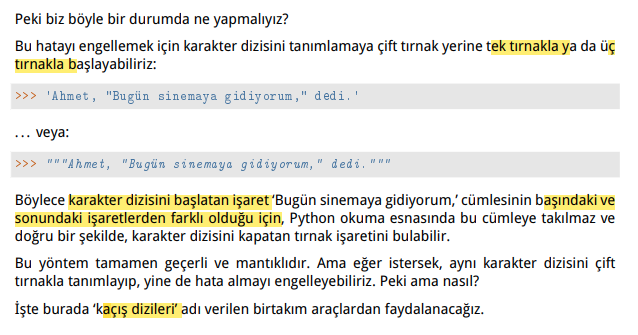 Peki biz böyle bir durumda ne yapmalıyız?
Bu hatayı engellemek için karakter dizisini tanımlamaya çift tırnak yerine tek tırnakla ya da üç
tırnakla başlayabiliriz:
>>> 'Ahmet, "Bugün sinemaya gidiyorum," dedi.'
... veya:
>>> """Ahmet, "Bugün sinemaya gidiyorum," dedi."""
Böylece karakter dizisini başlatan işaret ‘Bugün sinemaya gidiyorum,’ cümlesinin başındaki ve
sonundaki işaretlerden farklı olduğu için, Python okuma esnasında bu cümleye takılmaz ve
doğru bir şekilde, karakter dizisini kapatan tırnak işaretini bulabilir.
Bu yöntem tamamen geçerli ve mantıklıdır. Ama eğer istersek, aynı karakter dizisini çift
tırnakla tanımlayıp, yine de hata almayı engelleyebiliriz. Peki ama nasıl?
İşte burada ‘kaçış dizileri’ adı verilen birtakım araçlardan faydalanacağız.